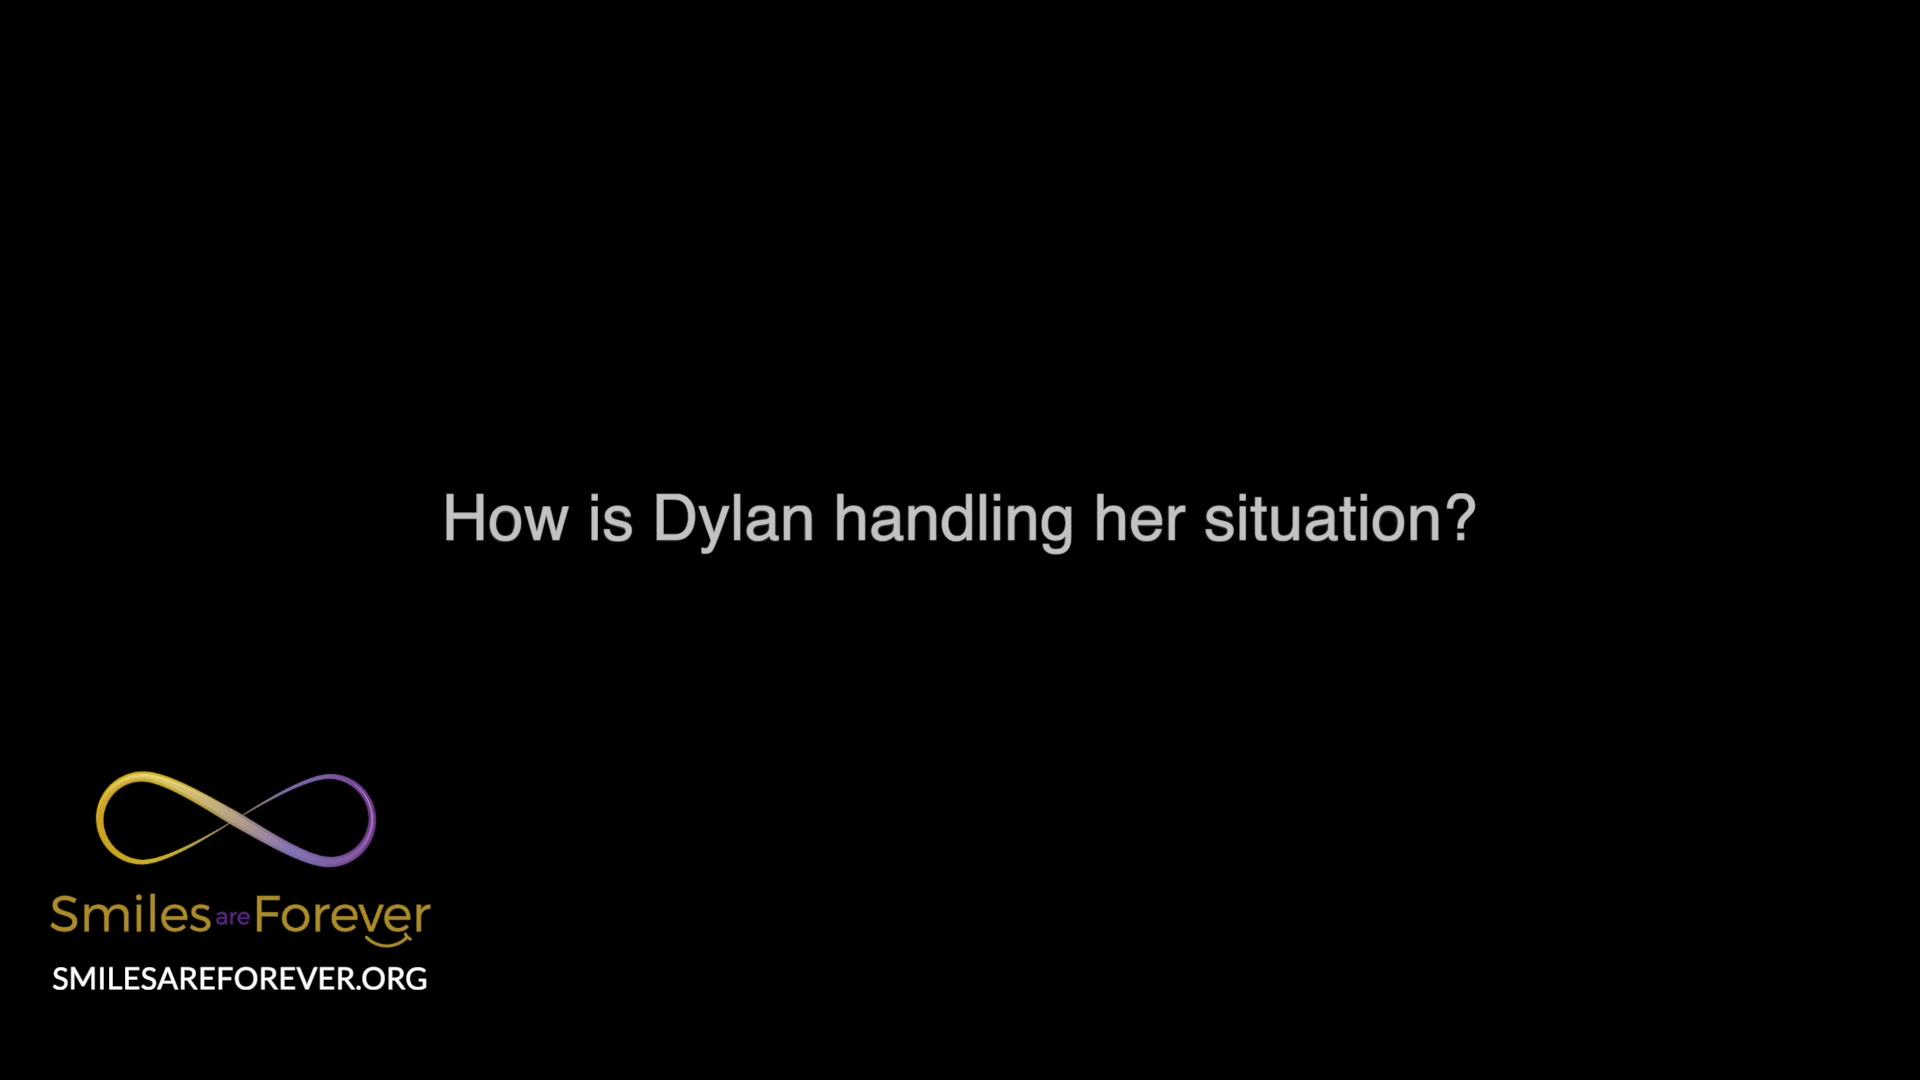 How is Dylan handling her situation?
Smiles are Forever
SMILESAREFOREVER.ORG